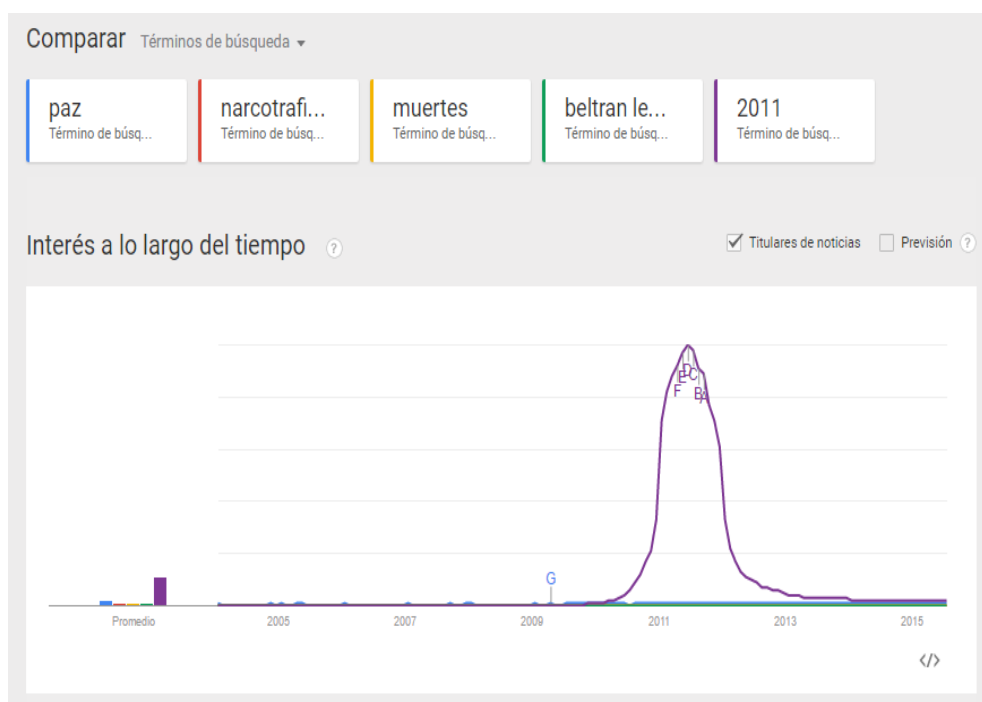 Comparar Términos de búsqueda
paz
Término de búsq...
narcotrafi...
Término de búsq...
muertes
Término de búsq...
beltran le...
Término de búsq...
2011
Término de búsq...
Interés a lo largo del tiempo ?
Titulares de noticias Previsión ?
D
E C
F B A
G
Promedio 2005 2007 2009 2011 2013 2015
</>